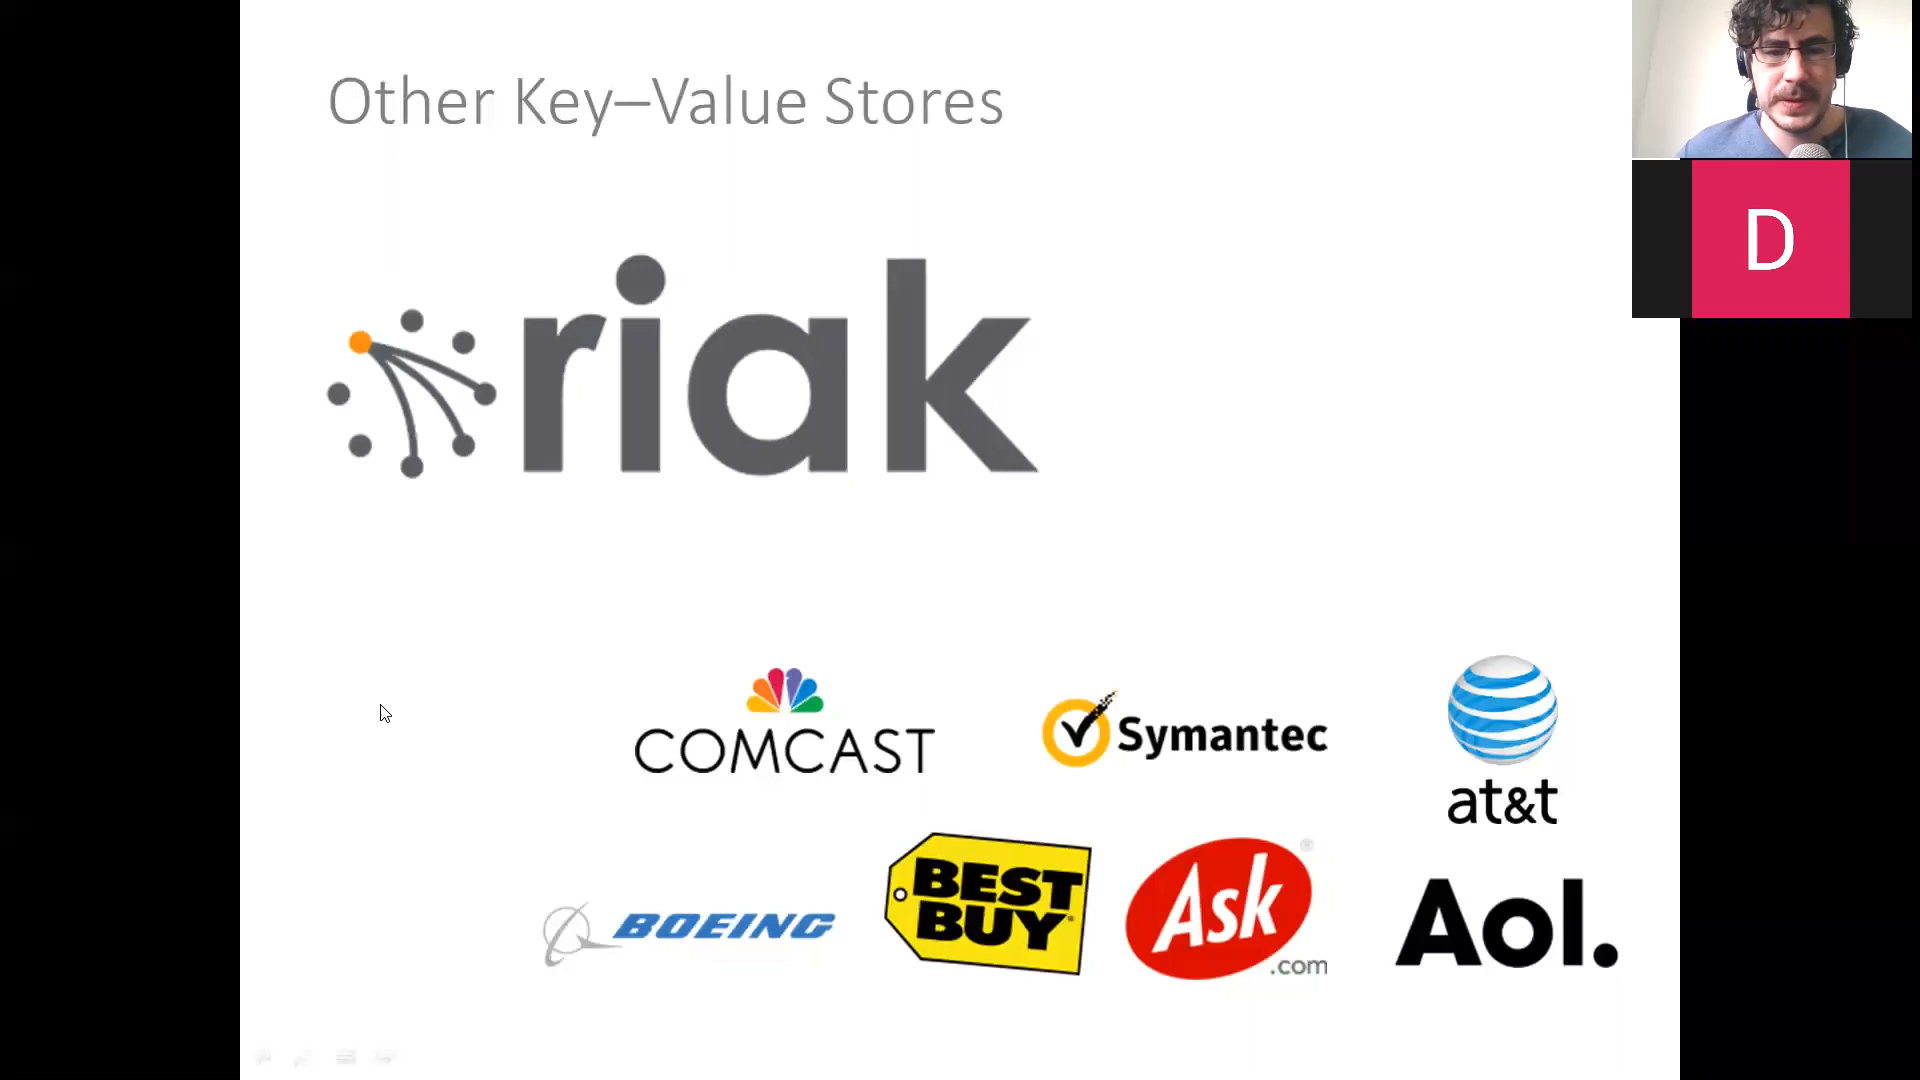 Other Key–Value Stores
D
riak
COMCAST
Symantec
at&t
BOEING
BEST
BUY
Ask
.com
Aol.